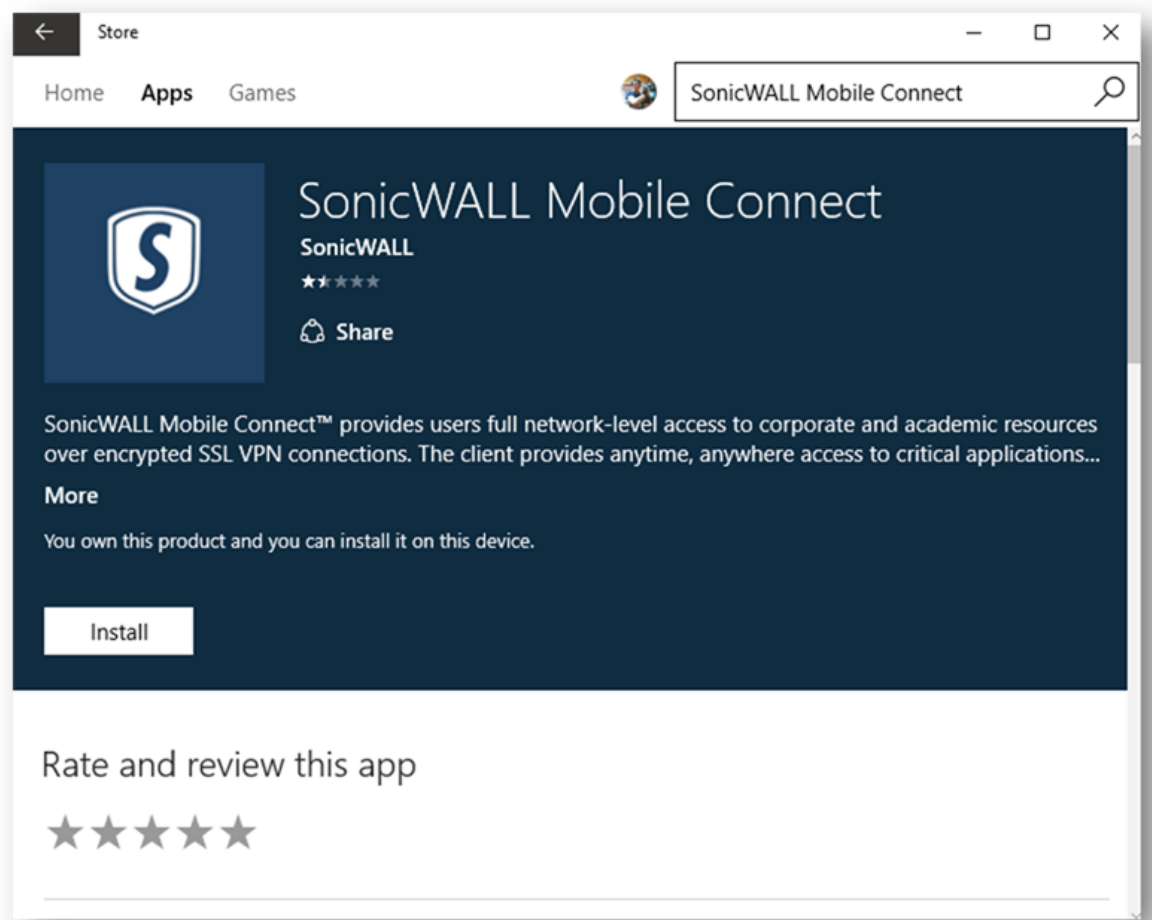 Store
Home Apps Games
SonicWALL Mobile Connect
S
SonicWALL Mobile Connect
SonicWALL
Share
SonicWALL Mobile Connect™ provides users full network-level access to corporate and academic resources
over encrypted SSL VPN connections. The client provides anytime, anywhere access to critical applications...
More
You own this product and you can install it on this device.
Install
Rate and review this app